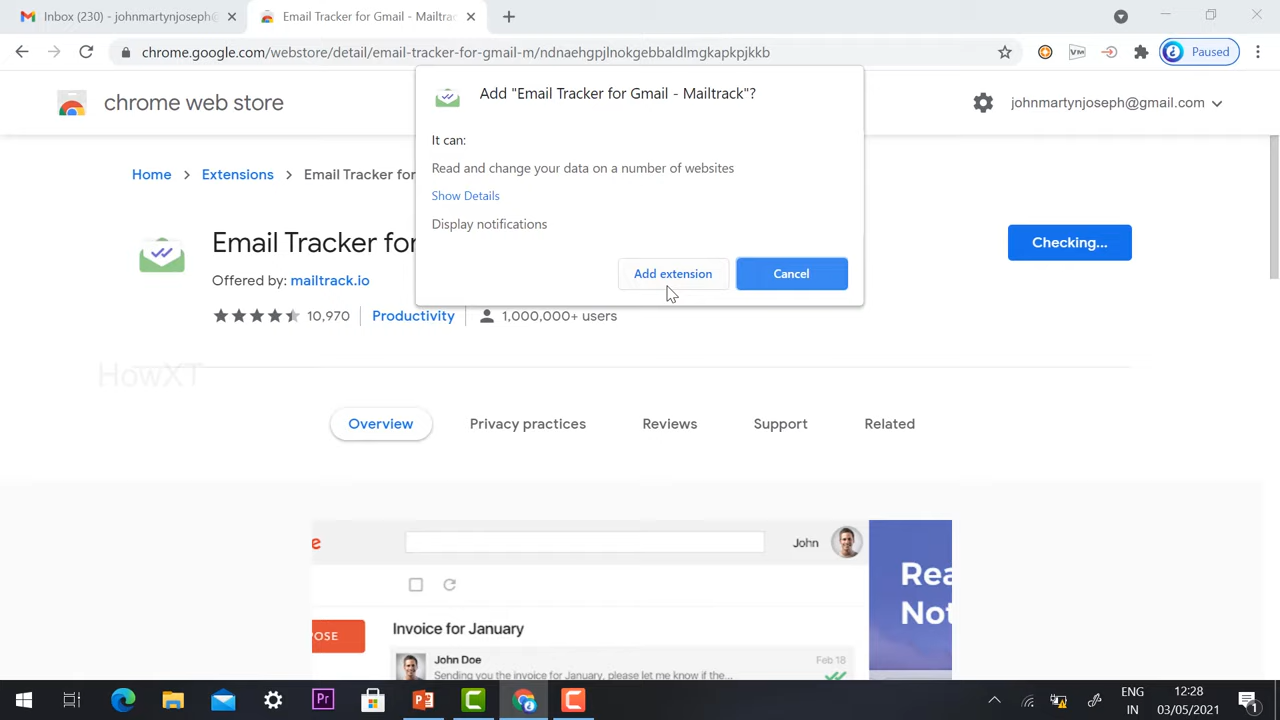 Inbox (230) - johnmartynjoseph@
Email Tracker for Gmail - Mailtrack
chrome.google.com/webstore/detail/email-tracker-for-gmail-m/ndnaehgpjlnokgebbaldlmgkapkpjkkb
VM
Paused
chrome web store
johnmartynjoseph@gmail.com
Add "Email Tracker for Gmail - Mailtrack"?
It can:
Read and change your data on a number of websites
Show Details
Display notifications
Add extension
Cancel
Home
Extensions
Email Tracker for
Email Tracker for
Checking...
Offered by: mailtrack.io
10,970
Productivity
1,000,000+ users
HowXT
Overview
Privacy practices
Reviews
Support
Related
e
John
Rea
Not
POSE
Invoice for January
John Doe
Feb 18
Sending you the invoice for January, please let me know if the...
Pr
ENG
IN
12:28
03/05/2021
1